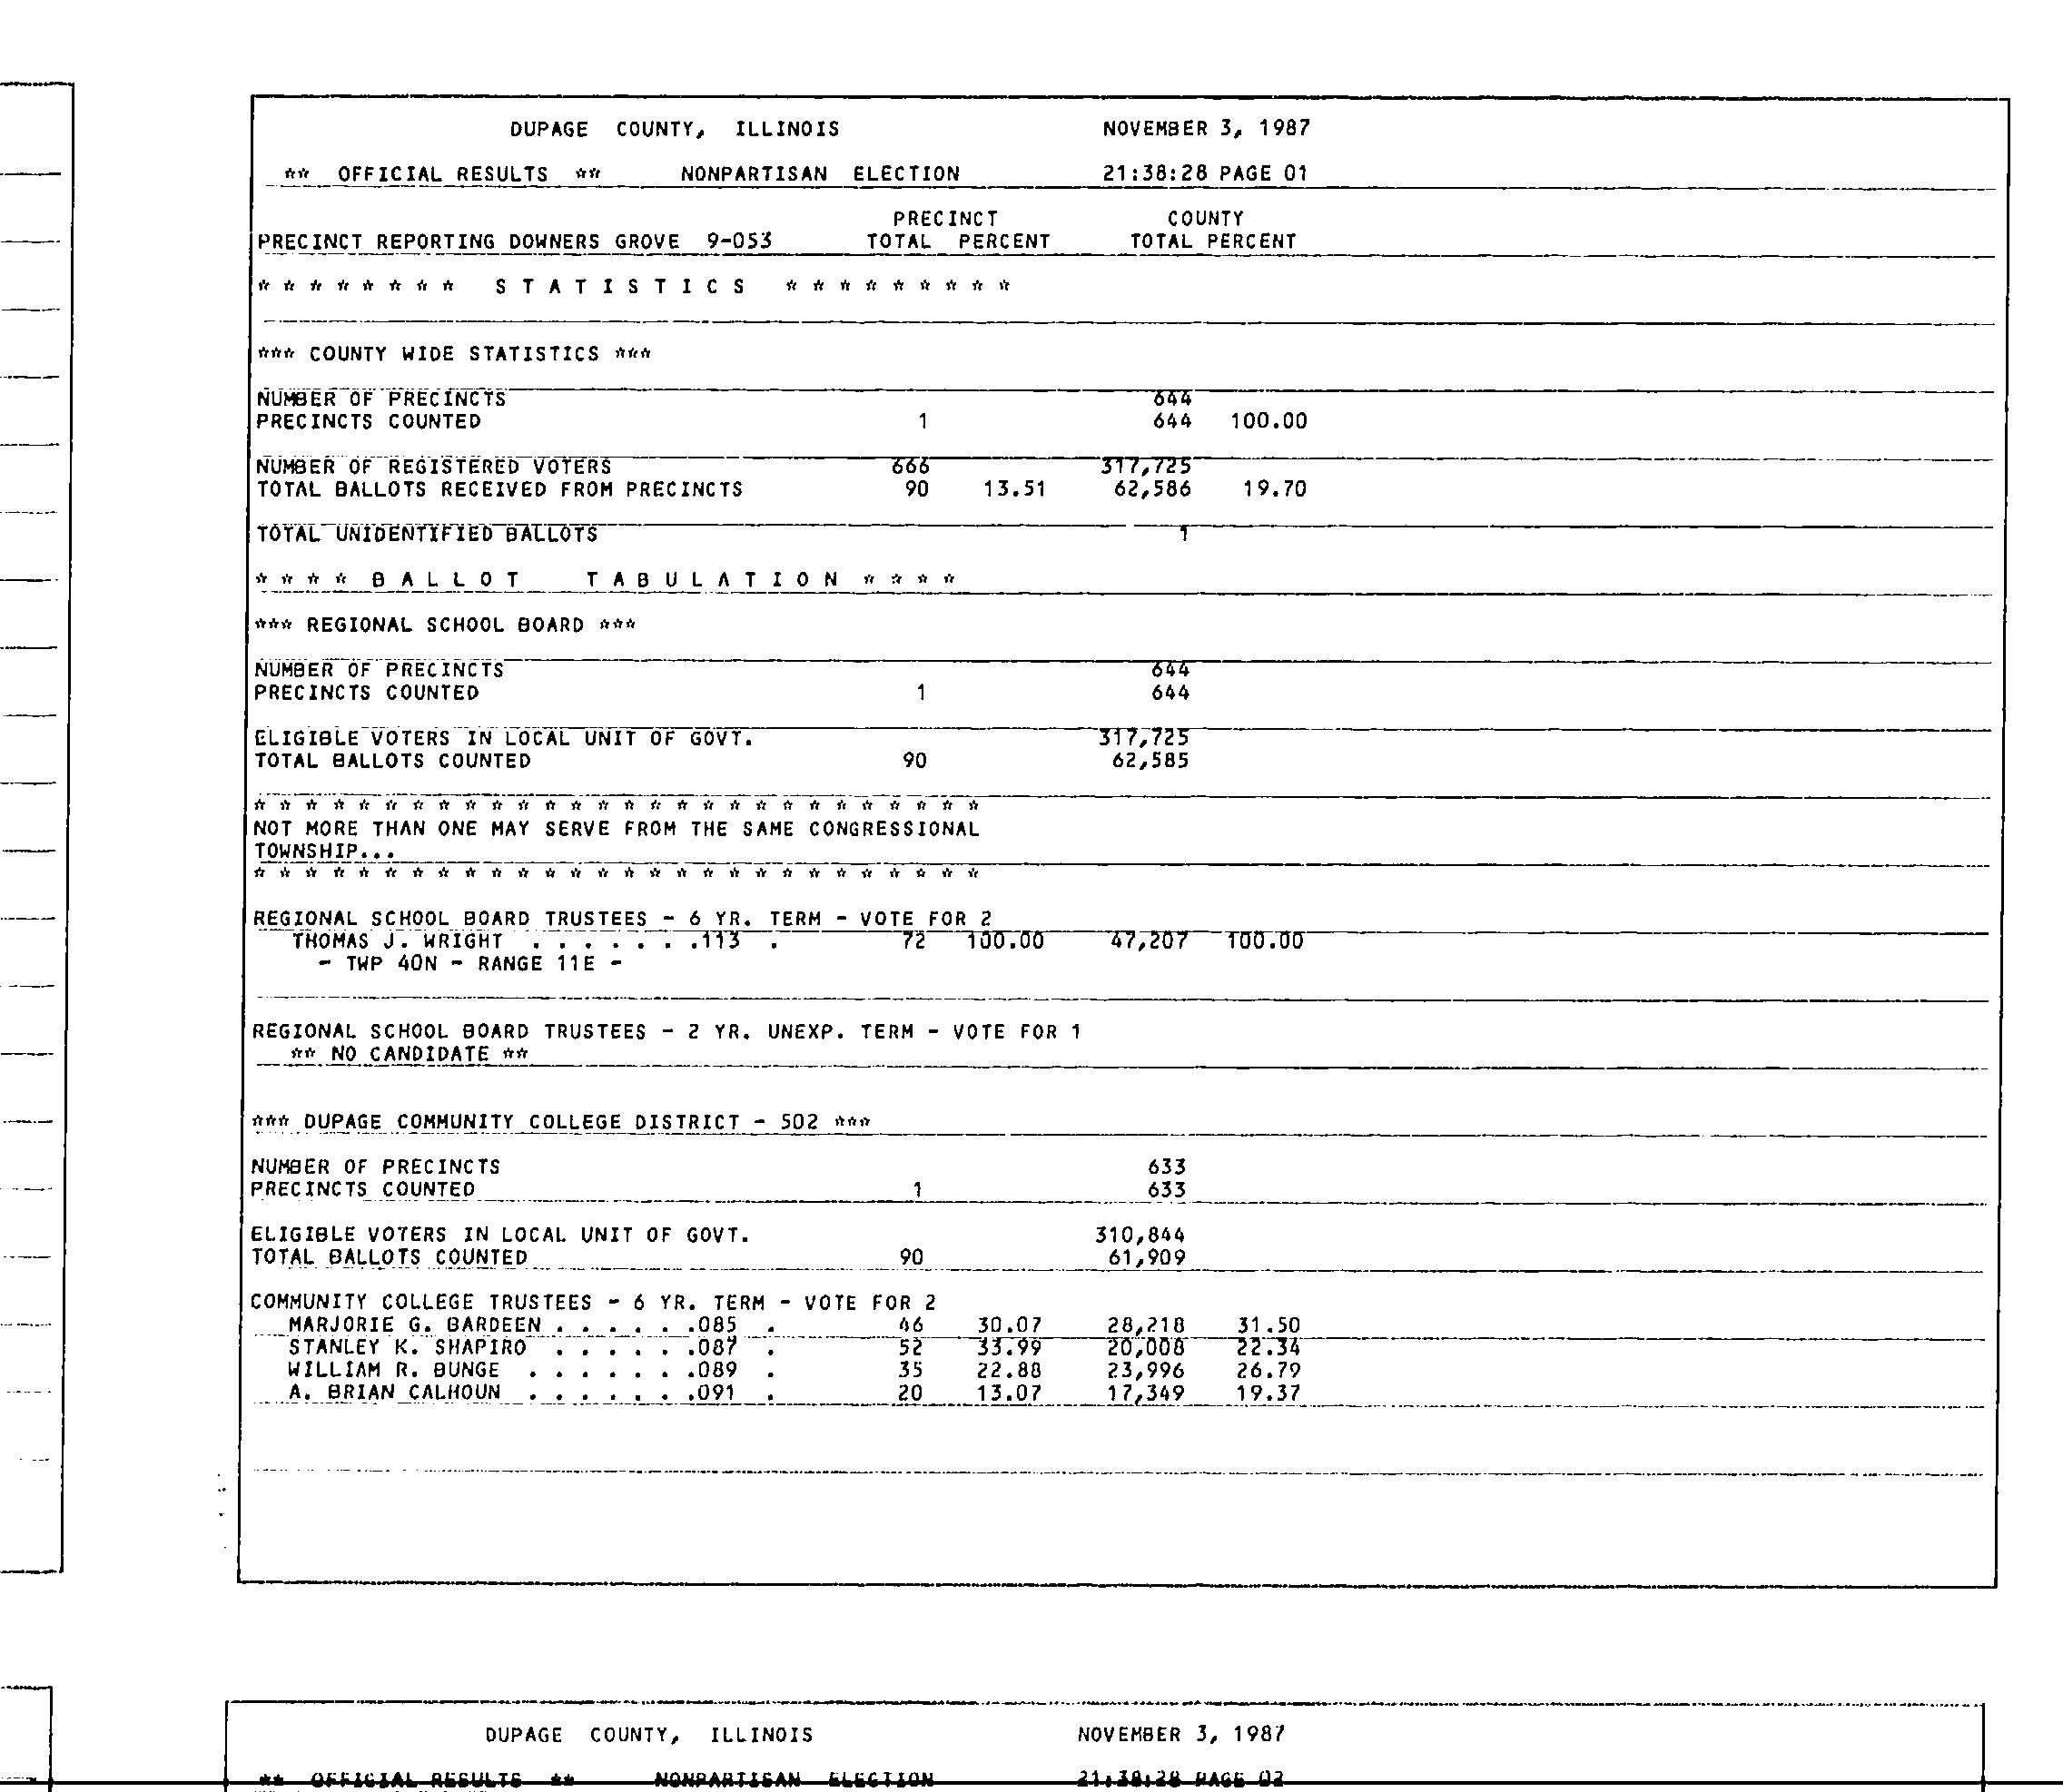 DUPAGE COUNTY, ILLINOIS NOVEMBER 3, 1987
** OFFICIAL RESULTS ** NONPARTISAN ELECTION 21:38:28 PAGE 01
PRECINCT COUNTY
PRECINCT REPORTING DOWNERS GROVE 9-053 TOTAL PERCENT TOTAL PERCENT
* * * * * * * * S T A T I S T I C S * * * * * * * * *
*** COUNTY WIDE STATISTICS ***
NUMBER OF PRECINCTS 644
PRECINCTS COUNTED 1 644 100.00
NUMBER OF REGISTERED VOTERS 666 317,725
TOTAL BALLOTS RECEIVED FROM PRECINCTS 90 13.51 62,586 19.70
TOTAL UNIDENTIFIED BALLOTS 1
* * * * B A L L O T T A B U L A T I O N * * * *
*** REGIONAL SCHOOL BOARD ***
NUMBER OF PRECINCTS 644
PRECINCTS COUNTED 1 644
ELIGIBLE VOTERS IN LOCAL UNIT OF GOVT. 317,725
TOTAL BALLOTS COUNTED 90 62,585
* * * * * * * * * * * * * * * * * * * * * * * * * * * *
NOT MORE THAN ONE MAY SERVE FROM THE SAME CONGRESSIONAL
TOWNSHIP...
* * * * * * * * * * * * * * * * * * * * * * * * * * * *
REGIONAL SCHOOL BOARD TRUSTEES - 6 YR. TERM - VOTE FOR 2
THOMAS J. WRIGHT . . . . . . .113 . 72 100.00 47,207 100.00
- TWP 40N - RANGE 11E -
REGIONAL SCHOOL BOARD TRUSTEES - 2 YR. UNEXP. TERM - VOTE FOR 1
** NO CANDIDATE **
*** DUPAGE COMMUNITY COLLEGE DISTRICT - 502 ***
NUMBER OF PRECINCTS 633
PRECINCTS COUNTED 1 633
ELIGIBLE VOTERS IN LOCAL UNIT OF GOVT. 310,844
TOTAL BALLOTS COUNTED 90 61,909
COMMUNITY COLLEGE TRUSTEES - 6 YR. TERM - VOTE FOR 2
MARJORIE G. BARDEEN . . . . . .085 . 46 30.07 28,218 31.50
STANLEY K. SHAPIRO . . . . . .087 . 52 33.99 20,008 22.34
WILLIAM R. BUNGE . . . . . . .089 . 35 22.88 23,996 26.79
A. BRIAN CALHOUN . . . . . . .091 . 20 13.07 17,349 19.37
DUPAGE COUNTY, ILLINOIS NOVEMBER 3, 1987
** OFFICIAL RESULTS ** NONPARTISAN ELECTION 21:38:28 PAGE 02